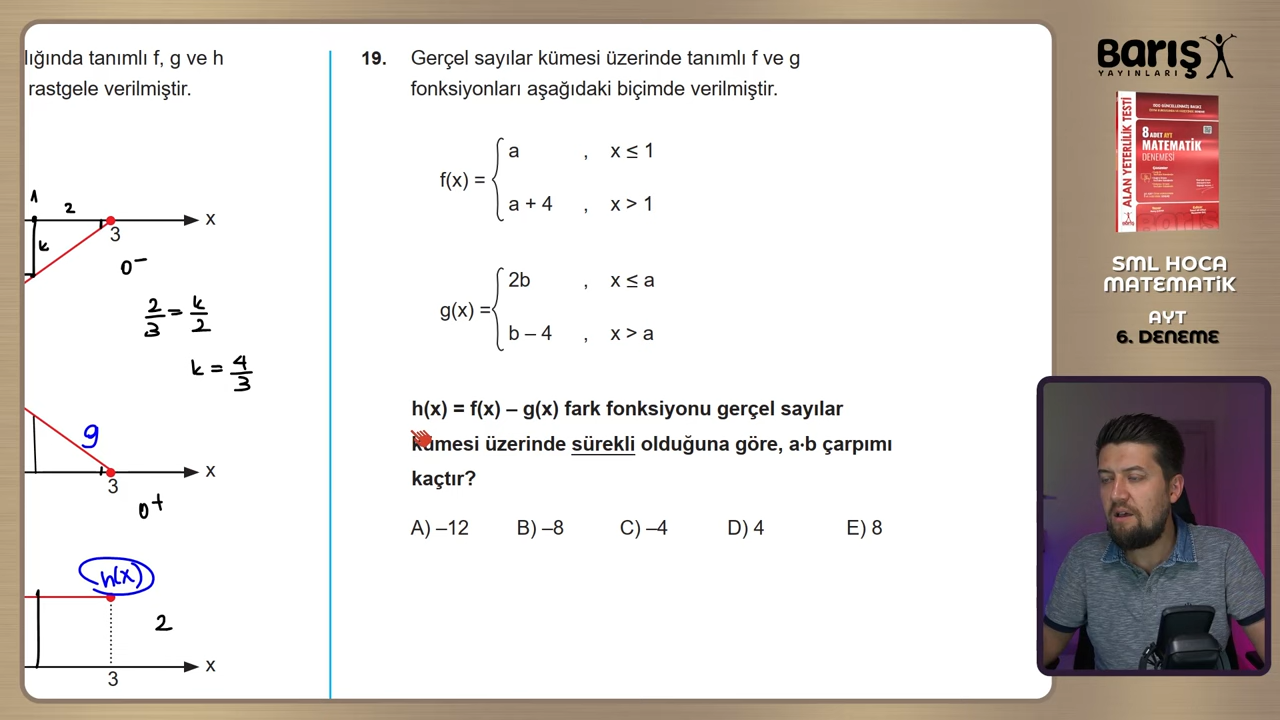 lığında tanımlı f, g ve h
rastgele verilmiştir.
1
2
x
k
3
0⁻
2/3 = k/2
k = 4/3
g
x
3
0⁺
h(x)
2
x
3
19. Gerçel sayılar kümesi üzerinde tanımlı f ve g
fonksiyonları aşağıdaki biçimde verilmiştir.
a , x ≤ 1
f(x) =
a + 4 , x > 1
2b , x ≤ a
g(x) =
b – 4 , x > a
h(x) = f(x) – g(x) fark fonksiyonu gerçel sayılar
kümesi üzerinde sürekli olduğuna göre, a·b çarpımı
kaçtır?
A) –12 B) –8 C) –4 D) 4 E) 8
BARIŞ
YAYINLARI
ALAN YETERLİLİK TESTİ
8 ADET AYT
MATEMATİK
DENEMESİ
SML HOCA
MATEMATİK
AYT
6. DENEME